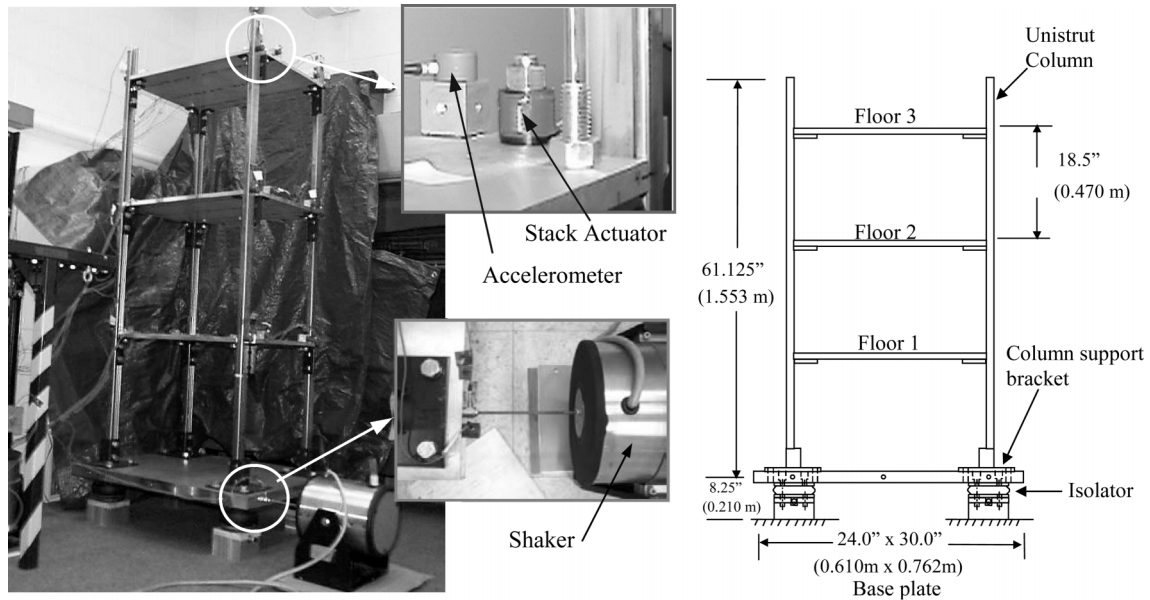 Stack Actuator
Accelerometer
Shaker
Unistrut
Column
Floor 3
18.5”
(0.470 m)
Floor 2
61.125”
(1.553 m)
Floor 1
Column support
bracket
8.25”
(0.210 m)
Isolator
24.0” x 30.0”
(0.610m x 0.762m)
Base plate